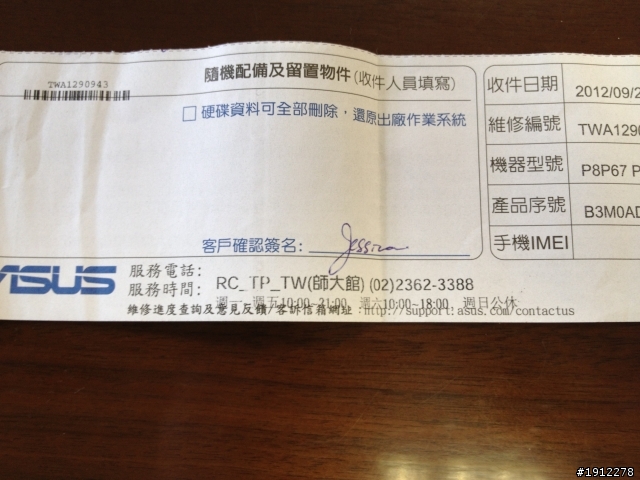 TWA1290943
隨機配備及留置物件(收件人員填寫)
□硬碟資料可全部刪除，還原出廠作業系統
客戶確認簽名: Jessica
收件日期 2012/09/2
維修編號 TWA1290
機器型號 P8P67 P
產品序號 B3M0AD
手機IMEI
ASUS
服務電話:
服務時間: RC_TP_TW(師大館) (02)2362-3388
週一~週五10:00~21:00, 週六10:00~18:00, 週日公休
維修進度查詢及意見反饋/客訴信箱網址:http://support.asus.com/contactus
#1912278